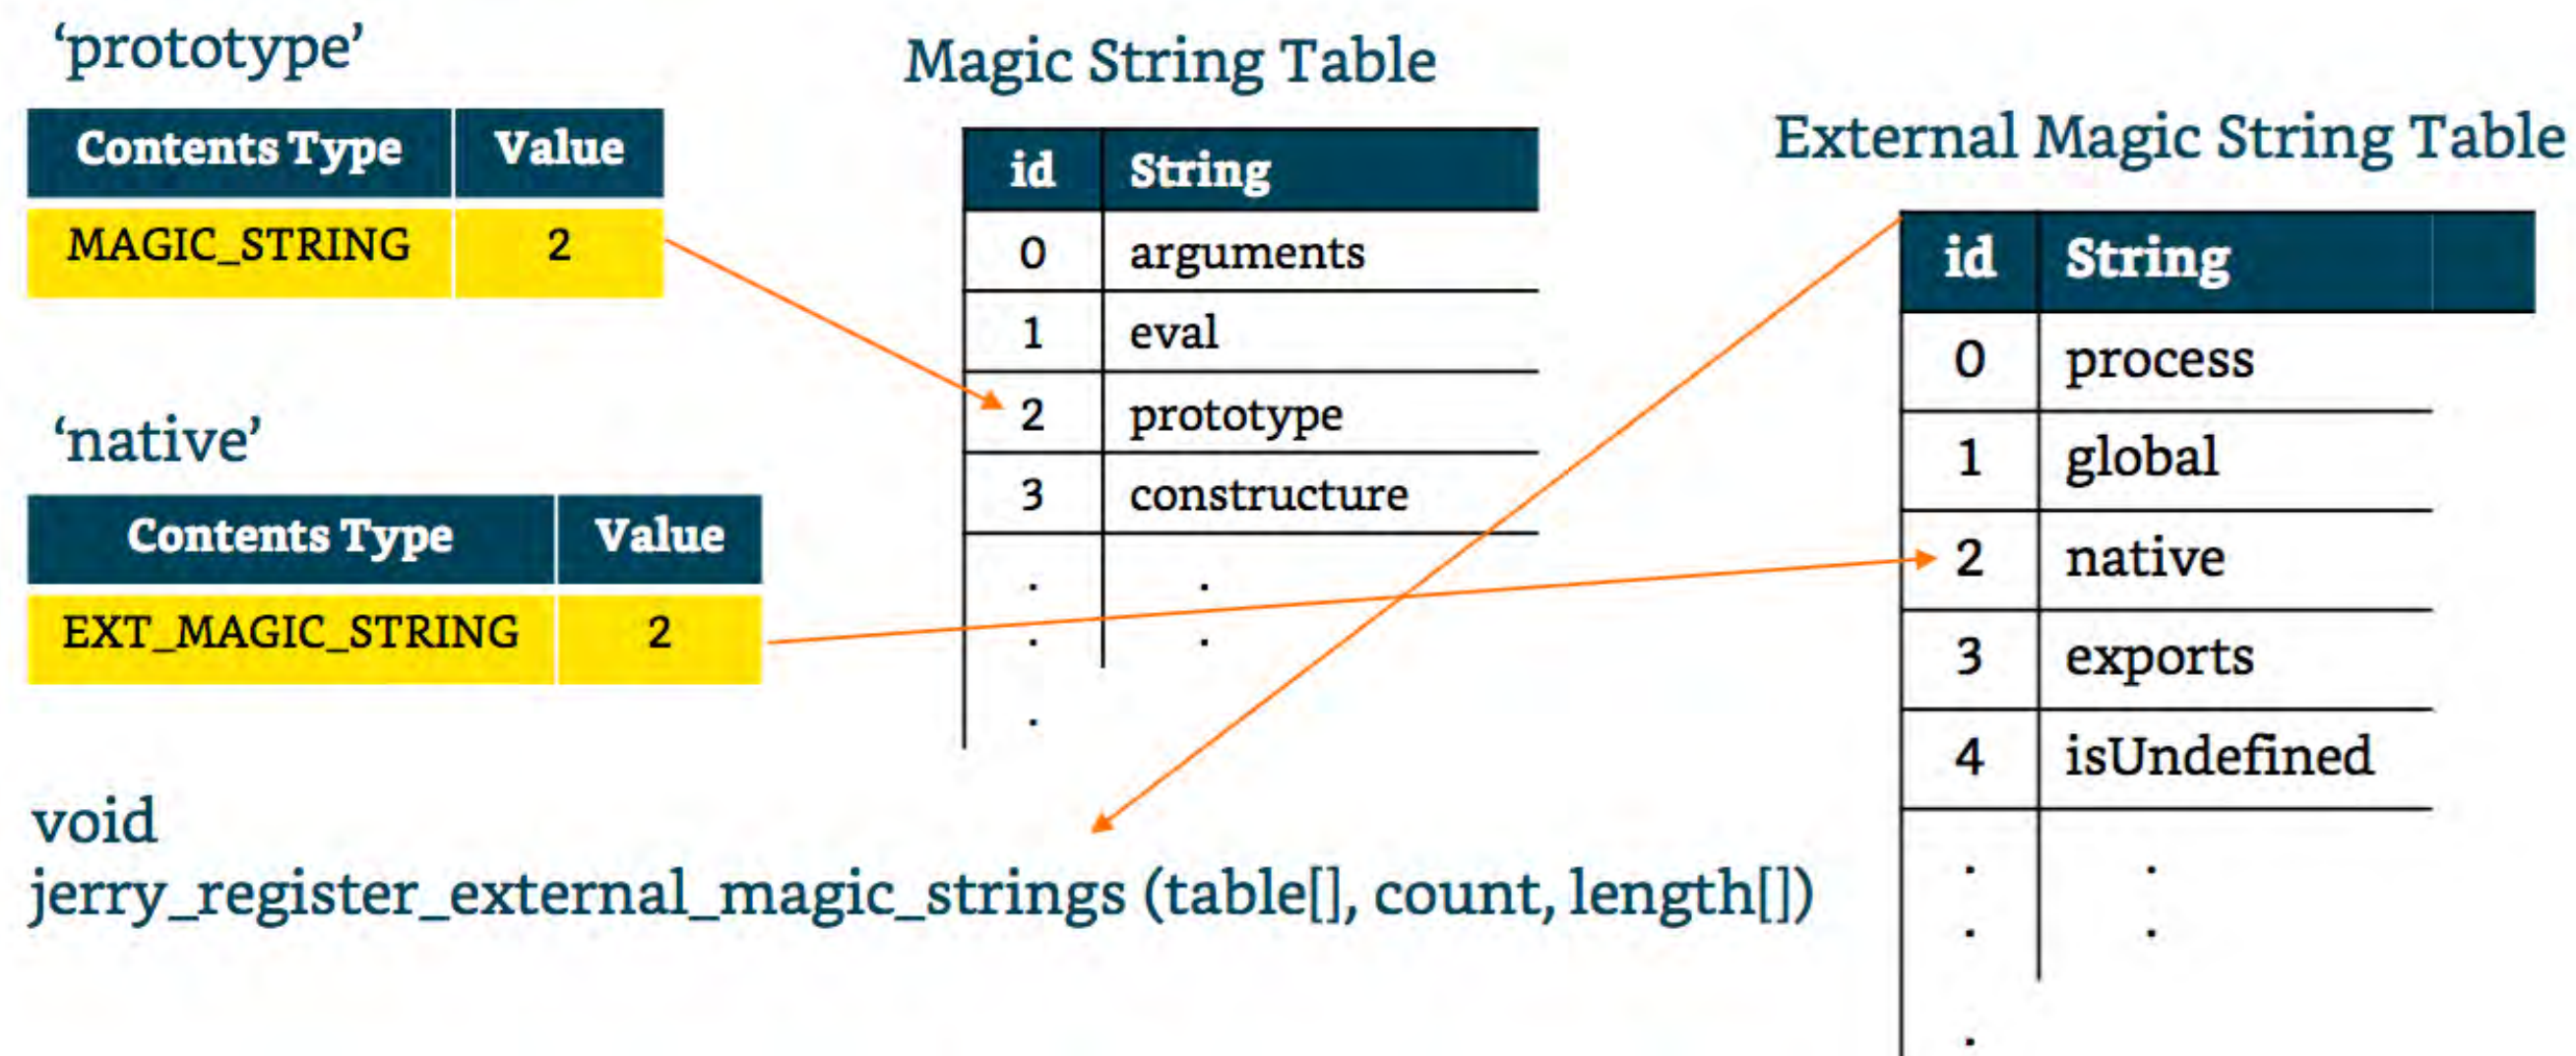 ‘prototype’
Contents Type Value
MAGIC_STRING 2
‘native’
Contents Type Value
EXT_MAGIC_STRING 2
Magic String Table
id String
0 arguments
1 eval
2 prototype
3 constructure
. .
. .
.
External Magic String Table
id String
0 process
1 global
2 native
3 exports
4 isUndefined
. .
. .
.
void
jerry_register_external_magic_strings (table[], count, length[])